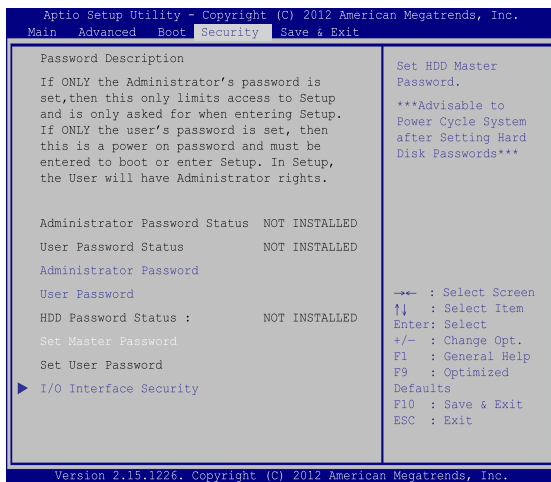 Aptio Setup Utility - Copyright (C) 2012 American Megatrends, Inc.
Main Advanced Boot Security Save & Exit
Password Description
If ONLY the Administrator's password is
set,then this only limits access to Setup
and is only asked for when entering Setup.
If ONLY the user's password is set, then
this is a power on password and must be
entered to boot or enter Setup. In Setup,
the User will have Administrator rights.
Administrator Password Status NOT INSTALLED
User Password Status NOT INSTALLED
Administrator Password
User Password
HDD Password Status : NOT INSTALLED
Set Master Password
Set User Password
I/O Interface Security
Set HDD Master
Password.
***Advisable to
Power Cycle System
after Setting Hard
Disk Passwords***
→← : Select Screen
↑↓ : Select Item
Enter: Select
+/— : Change Opt.
F1 : General Help
F9 : Optimized
Defaults
F10 : Save & Exit
ESC : Exit
Version 2.15.1226. Copyright (C) 2012 American Megatrends, Inc.